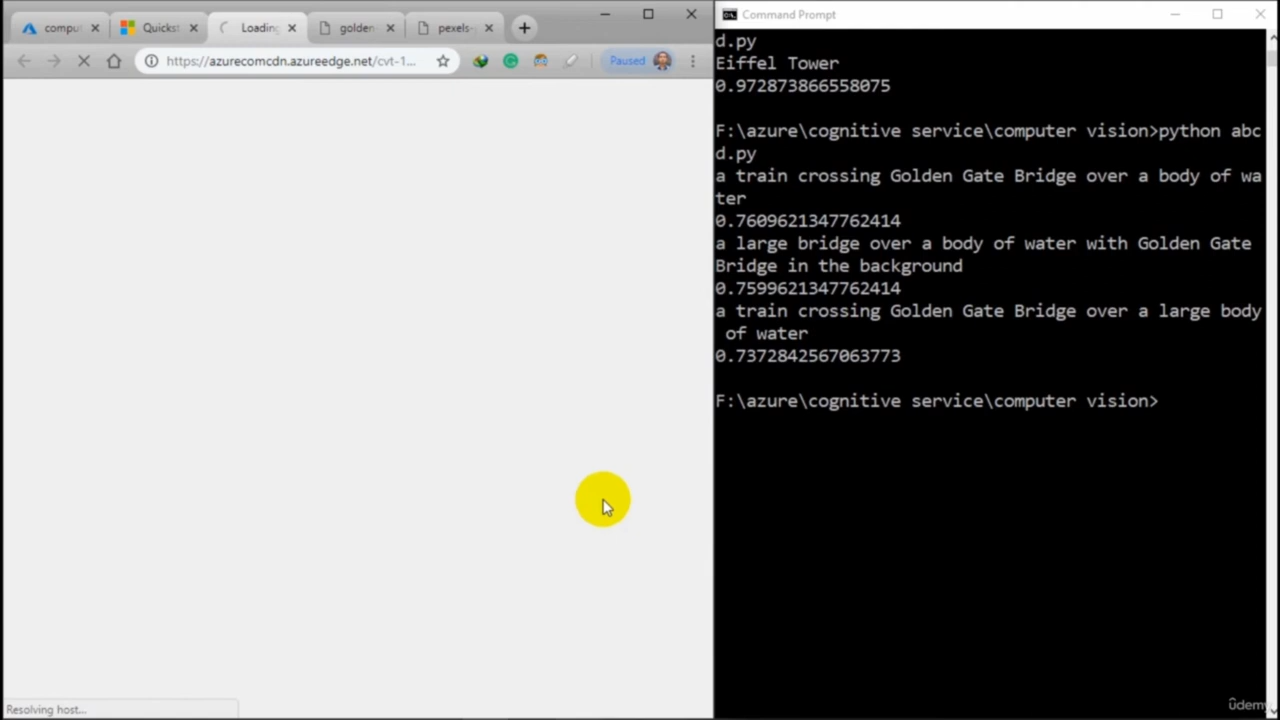 compu
Quickst
Loading
golden-
pexels-
https://azurecomcdn.azureedge.net/cvt-1...
Paused
Resolving host...
Command Prompt
d.py
Eiffel Tower
0.972873866558075
F:\azure\cognitive service\computer vision>python abc
d.py
a train crossing Golden Gate Bridge over a body of wa
ter
0.7609621347762414
a large bridge over a body of water with Golden Gate
Bridge in the background
0.7599621347762414
a train crossing Golden Gate Bridge over a large body
of water
0.7372842567063773
F:\azure\cognitive service\computer vision>
ûdemy